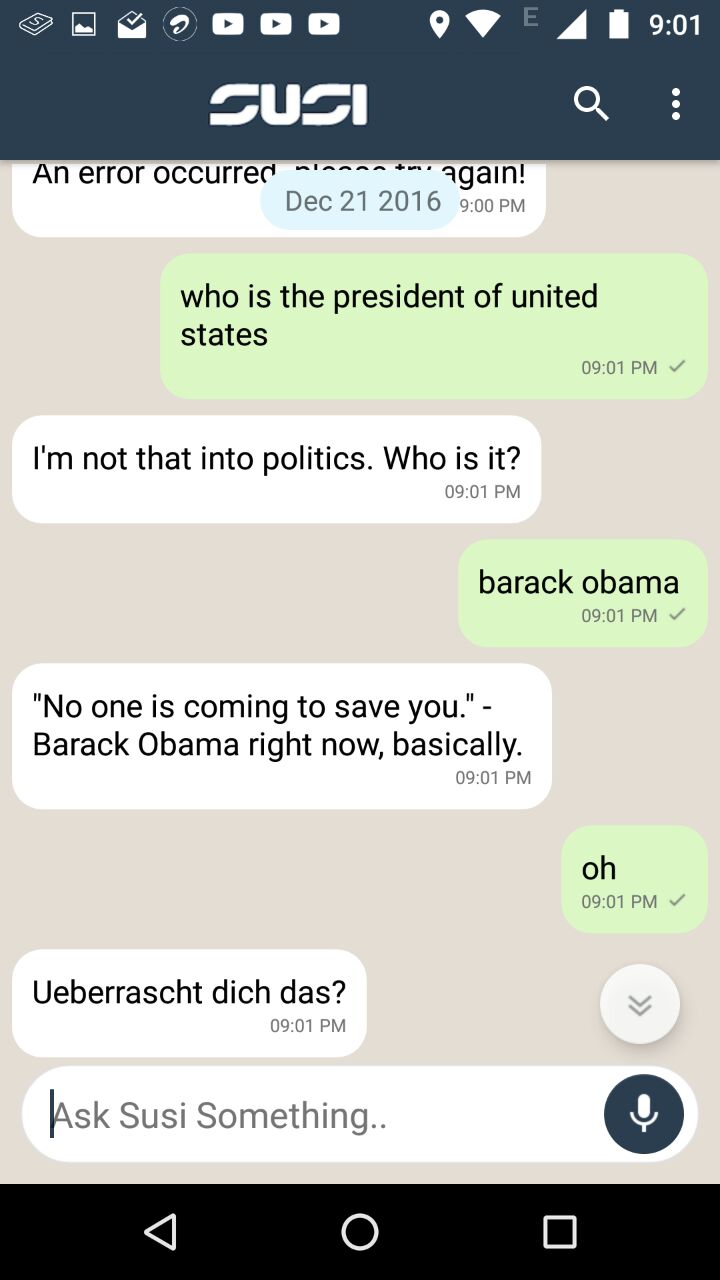 E 9:01
SUSI
An error occurred, please try again!
Dec 21 2016
9:00 PM
who is the president of united
states
09:01 PM
I'm not that into politics. Who is it?
09:01 PM
barack obama
09:01 PM
"No one is coming to save you." -
Barack Obama right now, basically.
09:01 PM
oh
09:01 PM
Ueberrascht dich das?
09:01 PM
Ask Susi Something..